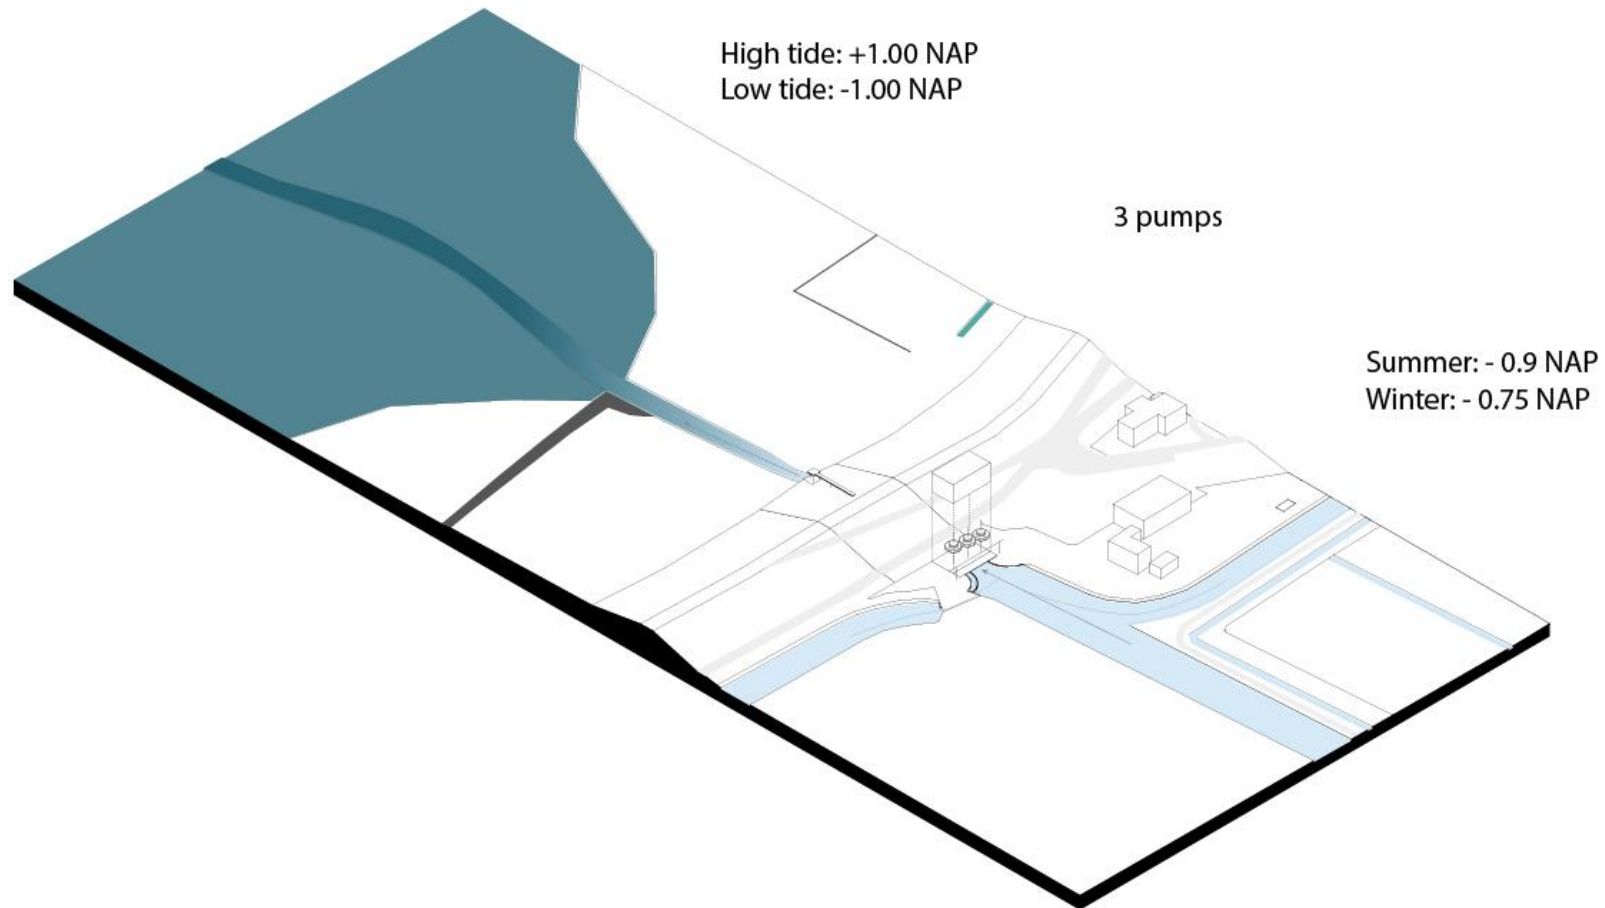 High tide: +1.00 NAP
Low tide: -1.00 NAP
3 pumps
Summer: - 0.9 NAP
Winter: - 0.75 NAP